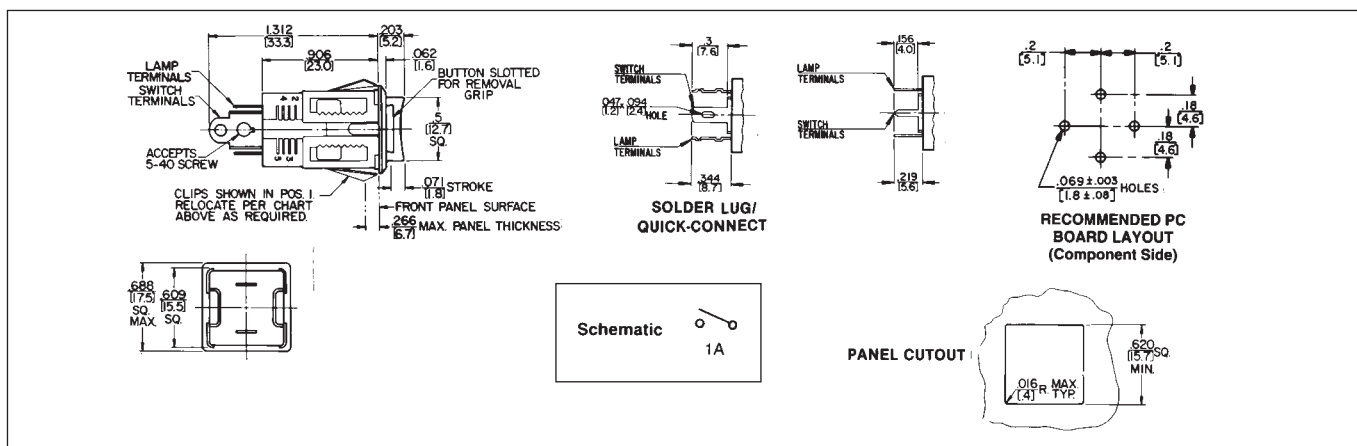 1.312
[33.3]
.203
[5.2]
.906
[23.0]
.062
[1.6]
LAMP
TERMINALS
SWITCH
TERMINALS
BUTTON SLOTTED
FOR REMOVAL
GRIP
2
4
3
5
.5
[12.7]
SQ.
ACCEPTS
5-40 SCREW
CLIPS SHOWN IN POS. 1
RELOCATE PER CHART
ABOVE AS REQUIRED.
.071
[1.8]
STROKE
FRONT PANEL SURFACE
.266
[6.7]
MAX. PANEL THICKNESS
.3
[7.6]
SWITCH
TERMINALS
.047 x .094
[1.2] [2.4]
HOLE
LAMP
TERMINALS
.344
[8.7]
SOLDER LUG/
QUICK-CONNECT
.156
[4.0]
LAMP
TERMINALS
SWITCH
TERMINALS
.219
[5.6]
.2
[5.1]
.2
[5.1]
.18
[4.6]
.18
[4.6]
.069 ±.003
[1.8 ±.08]
HOLES
RECOMMENDED PC
BOARD LAYOUT
(Component Side)
.688
[17.5]
SQ.
MAX.
.609
[15.5]
SQ.
Schematic
1A
PANEL CUTOUT
.620
[15.7]
SQ.
MIN.
.016
[.4]
R. MAX.
TYP.